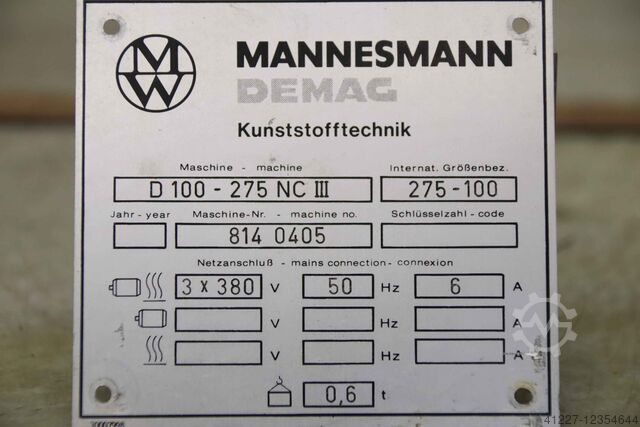 MW
MANNESMANN
DEMAG
Kunststofftechnik
Maschine - machine Internat. Größenbez.
D 100 - 275 NC III 275-100
Jahr - year Maschine-Nr. - machine no. Schlüsselzahl - code
814 0405
Netzanschluß - mains connection - connexion
3 x 380 V 50 Hz 6 A
V Hz A
V Hz A
0,6 t
41227-12354644